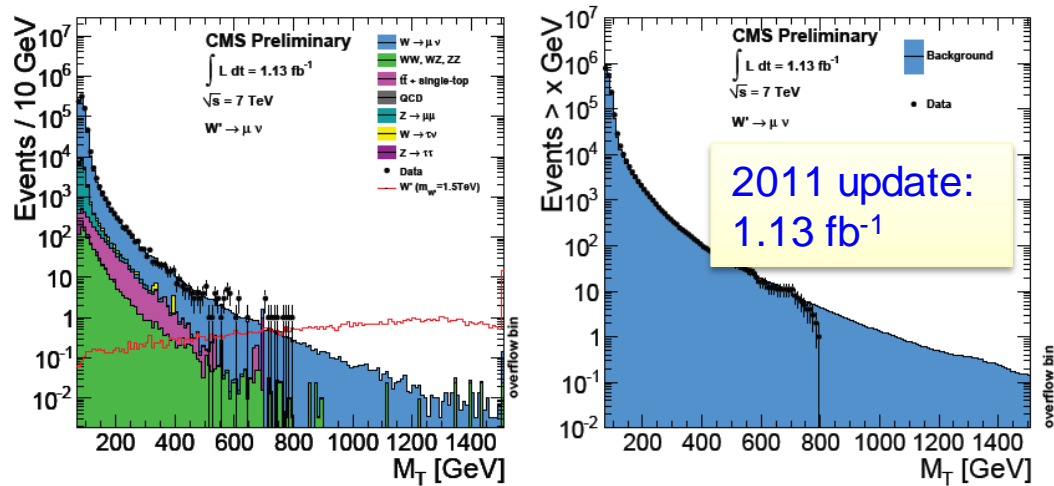 CMS Preliminary
∫ L dt = 1.13 fb⁻¹
√s = 7 TeV
W' → μ ν
W → μ ν
WW, WZ, ZZ
tt̄ + single-top
QCD
Z → μμ
W → τν
Z → ττ
Data
W' (m_W'=1.5TeV)
Events / 10 GeV
10⁷
10⁶
10⁵
10⁴
10³
10²
10
1
10⁻¹
10⁻²
200 400 600 800 1000 1200 1400
M_T [GeV]
overflow bin
CMS Preliminary
∫ L dt = 1.13 fb⁻¹
√s = 7 TeV
W' → μ ν
Background
Data
2011 update:
1.13 fb⁻¹
Events > x GeV
10⁷
10⁶
10⁵
10⁴
10³
10²
10
1
10⁻¹
10⁻²
200 400 600 800 1000 1200 1400
M_T [GeV]
overflow bin